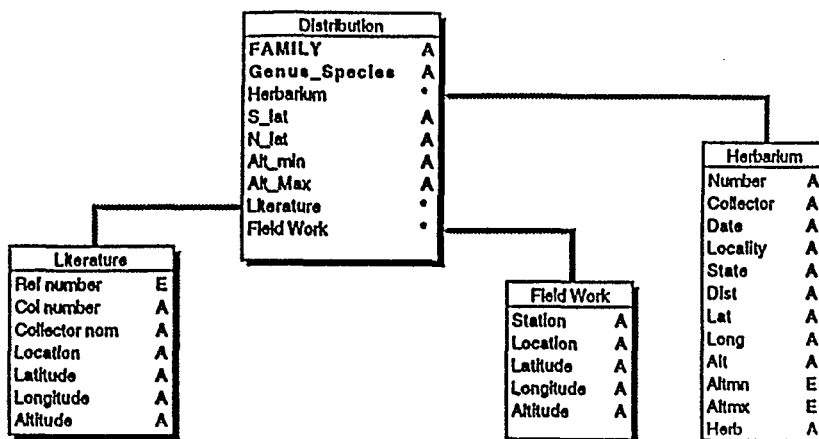 Distribution
FAMILY A
Genus_Species A
Herbarium *
S_lat A
N_lat A
Alt_min A
Alt_Max A
Literature *
Field Work *
Literature
Ref number E
Col number A
Collector nom A
Location A
Latitude A
Longitude A
Altitude A
Field Work
Station A
Location A
Latitude A
Longitude A
Altitude A
Herbarium
Number A
Collector A
Date A
Locality A
State A
Dist A
Lat A
Long A
Alt A
Altmn E
Altmx E
Herb A